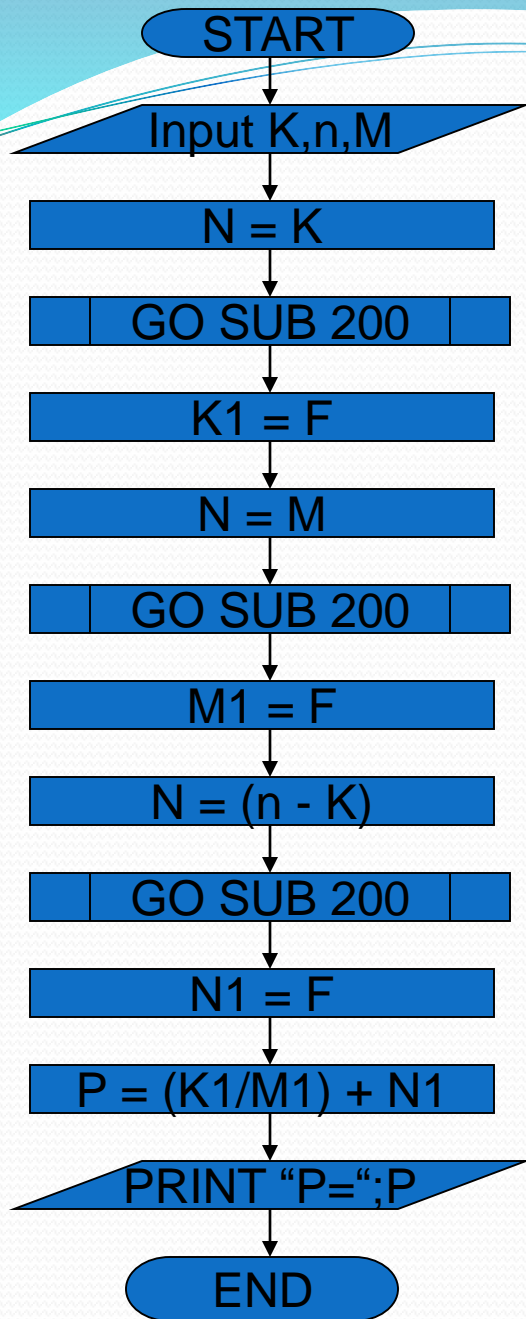 START
Input K,n,M
N = K
GO SUB 200
K1 = F
N = M
GO SUB 200
M1 = F
N = (n - K)
GO SUB 200
N1 = F
P = (K1/M1) + N1
PRINT “P=“;P
END